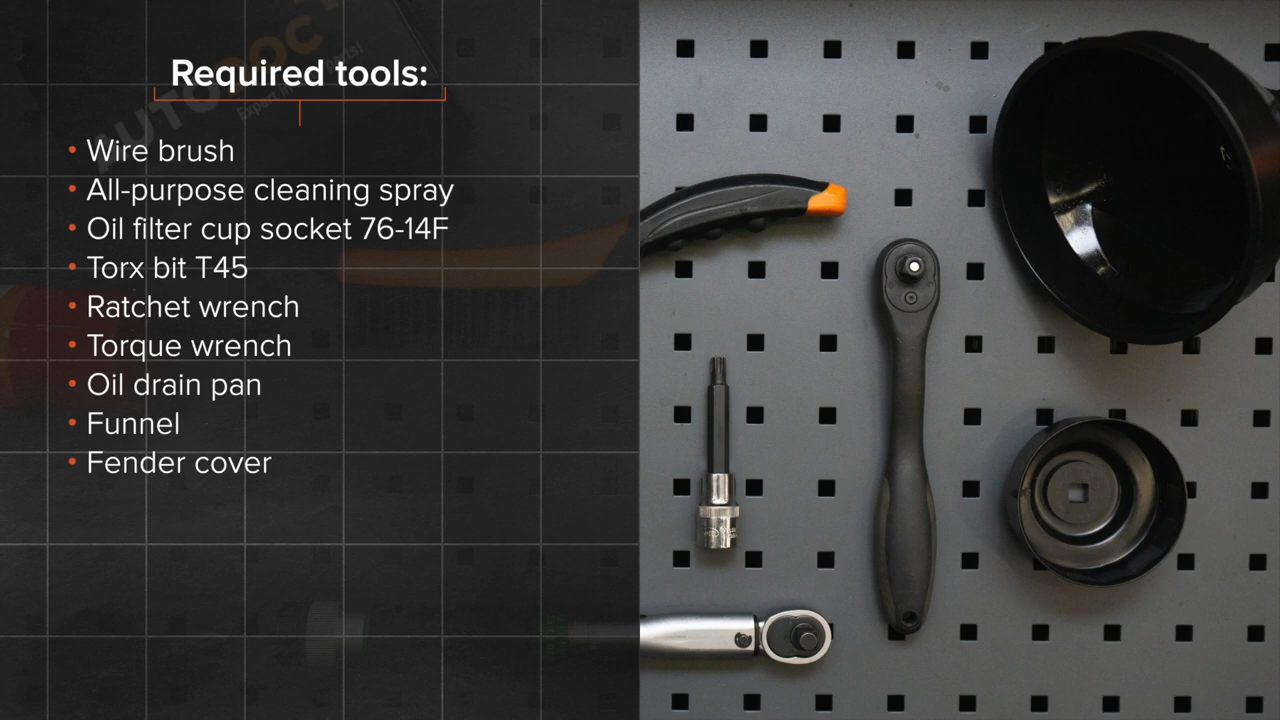 AUTODOC
Required tools:
• Wire brush
• All-purpose cleaning spray
• Oil filter cup socket 76-14F
• Torx bit T45
• Ratchet wrench
• Torque wrench
• Oil drain pan
• Funnel
• Fender cover